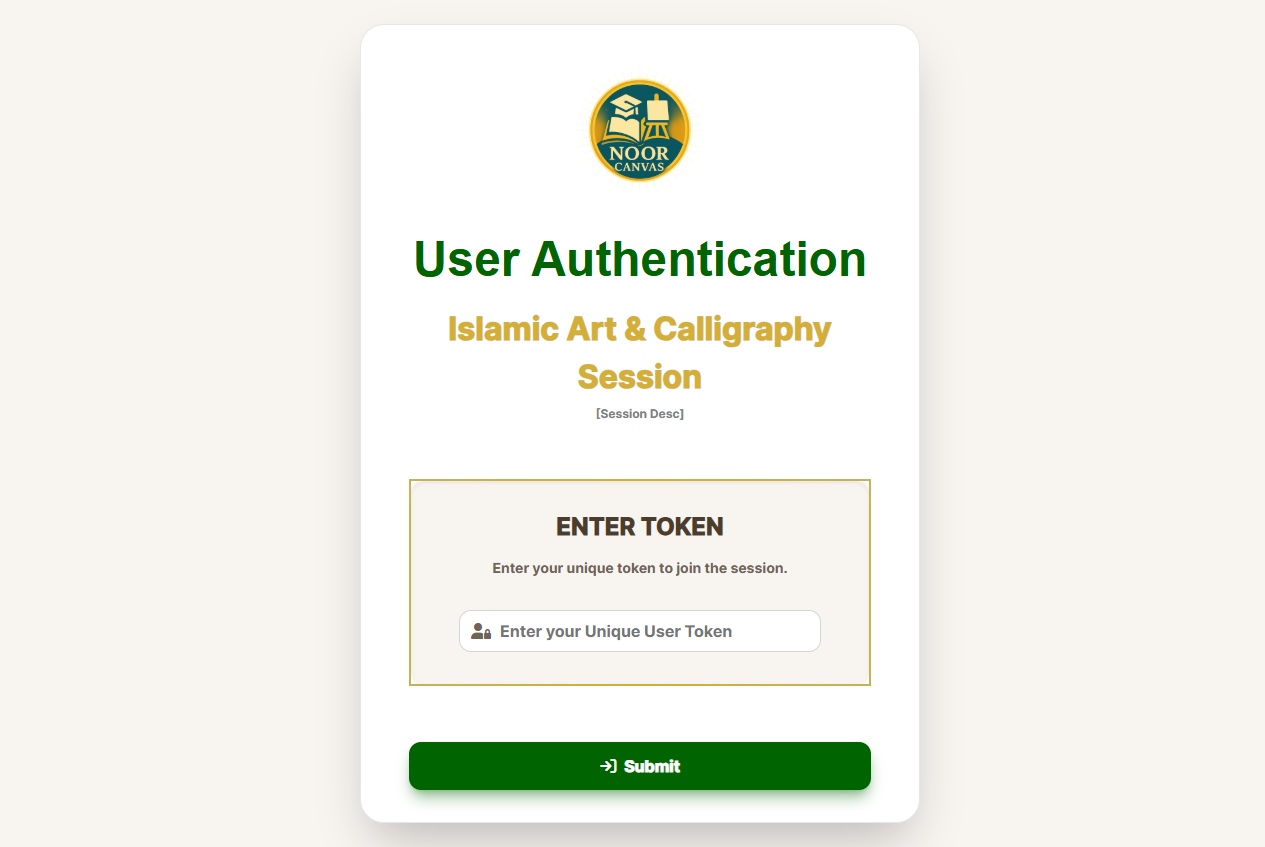 NOOR
CANVAS
User Authentication
Islamic Art & Calligraphy
Session
[Session Desc]
ENTER TOKEN
Enter your unique token to join the session.
Enter your Unique User Token
Submit